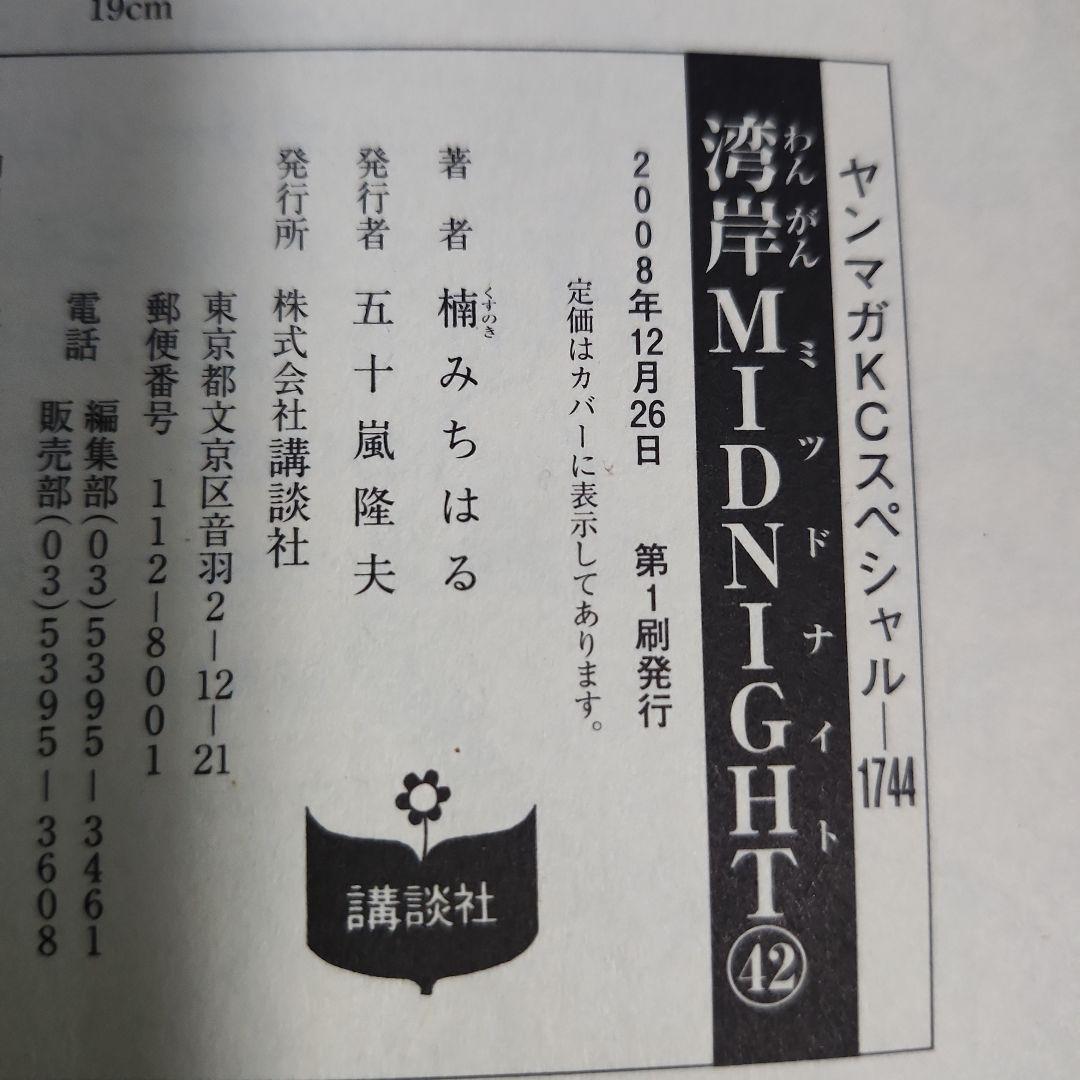 19cm
ヤンマガKCスペシャル—1744
わんがん ミッドナイト
湾岸MIDNIGHT㊷
2008年12月26日 第1刷発行
定価はカバーに表示してあります。
くすのき
著者 楠みちはる
発行者 五十嵐隆夫
発行所 株式会社講談社
東京都文京区音羽2—12—21
郵便番号 112—8001
電話 編集部(03)5395—3461
販売部(03)5395—3608
講談社